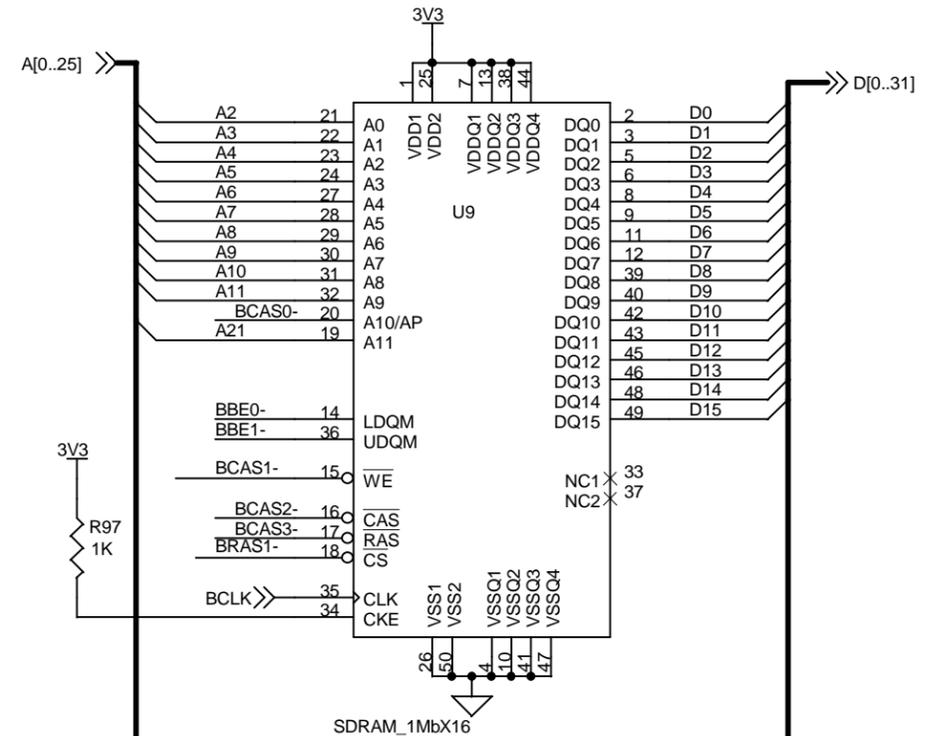 3V3
A[0..25]
D[0..31]
1
25
7
13
38
44
VDD1
VDD2
VDDQ1
VDDQ2
VDDQ3
VDDQ4
U9
A2 21 A0
A3 22 A1
A4 23 A2
A5 24 A3
A6 27 A4
A7 28 A5
A8 29 A6
A9 30 A7
A10 31 A8
A11 32 A9
BCAS0- 20 A10/AP
A21 19 A11
DQ0 2 D0
DQ1 3 D1
DQ2 5 D2
DQ3 6 D3
DQ4 8 D4
DQ5 9 D5
DQ6 11 D6
DQ7 12 D7
DQ8 39 D8
DQ9 40 D9
DQ10 42 D10
DQ11 43 D11
DQ12 45 D12
DQ13 46 D13
DQ14 48 D14
DQ15 49 D15
BBE0- 14 LDQM
BBE1- 36 UDQM
3V3
BCAS1- 15 WE
NC1 33
NC2 37
R97
1K
BCAS2- 16 CAS
BCAS3- 17 RAS
BRAS1- 18 CS
BCLK 35 CLK
34 CKE
VSS1
VSS2
VSSQ1
VSSQ2
VSSQ3
VSSQ4
26
50
4
10
41
47
SDRAM_1MbX16